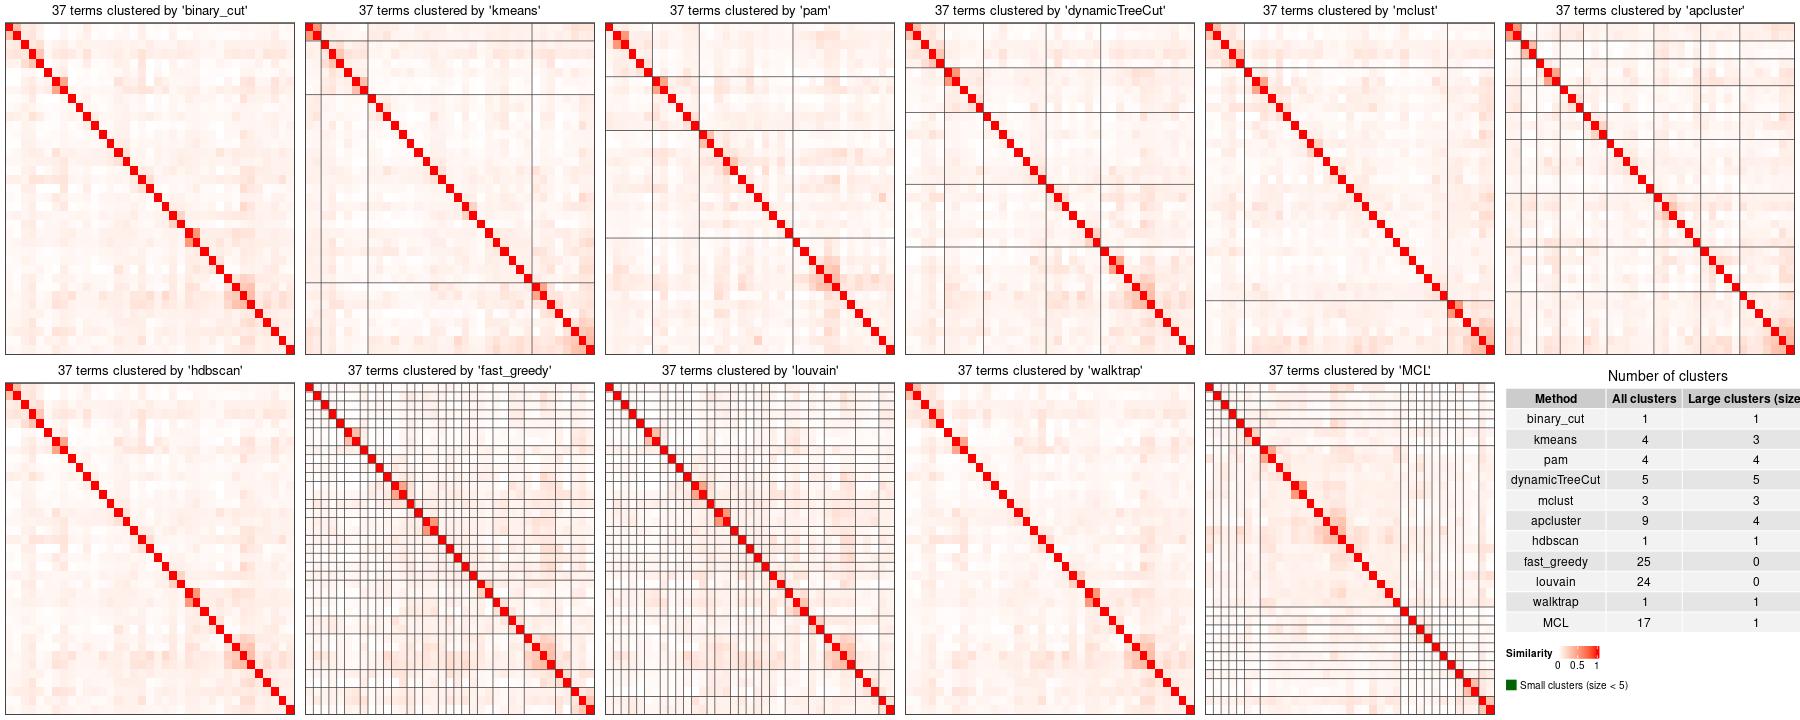 37 terms clustered by 'binary_cut'
37 terms clustered by 'kmeans'
37 terms clustered by 'pam'
37 terms clustered by 'dynamicTreeCut'
37 terms clustered by 'mclust'
37 terms clustered by 'apcluster'
37 terms clustered by 'hdbscan'
37 terms clustered by 'fast_greedy'
37 terms clustered by 'louvain'
37 terms clustered by 'walktrap'
37 terms clustered by 'MCL'
Number of clusters
Method All clusters Large clusters (size
binary_cut 1 1
kmeans 4 3
pam 4 4
dynamicTreeCut 5 5
mclust 3 3
apcluster 9 4
hdbscan 1 1
fast_greedy 25 0
louvain 24 0
walktrap 1 1
MCL 17 1
Similarity
0 0.5 1
Small clusters (size < 5)